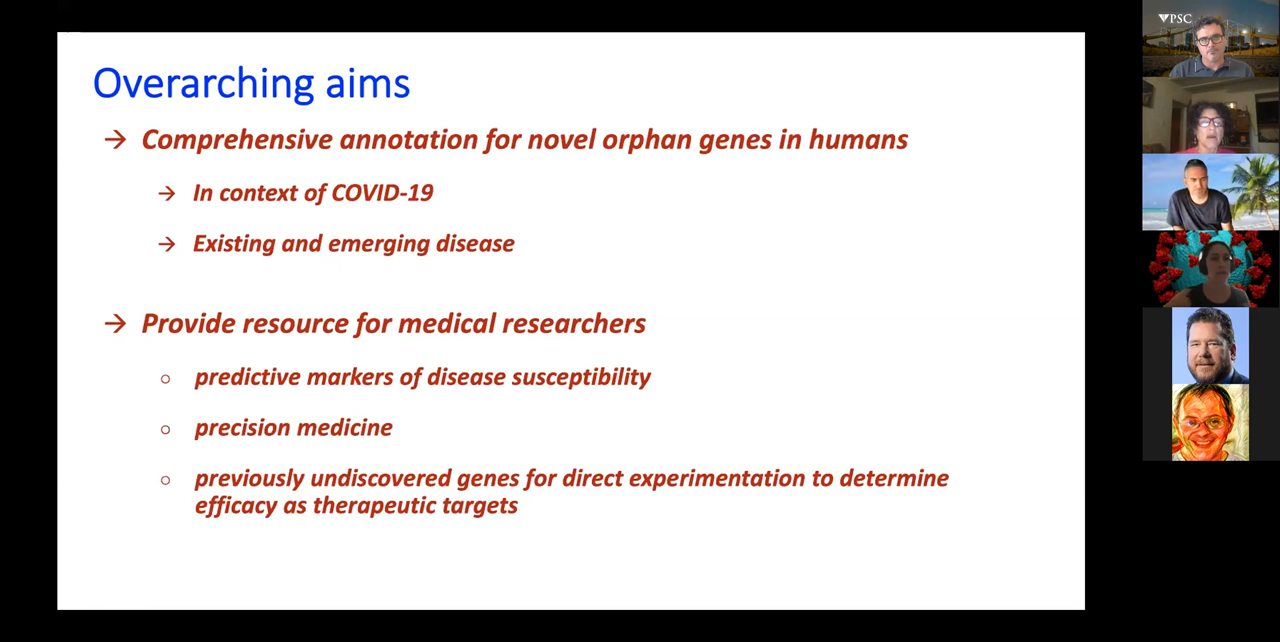 Overarching aims
→ Comprehensive annotation for novel orphan genes in humans
→ In context of COVID-19
→ Existing and emerging disease
→ Provide resource for medical researchers
○ predictive markers of disease susceptibility
○ precision medicine
○ previously undiscovered genes for direct experimentation to determine
efficacy as therapeutic targets
PSC